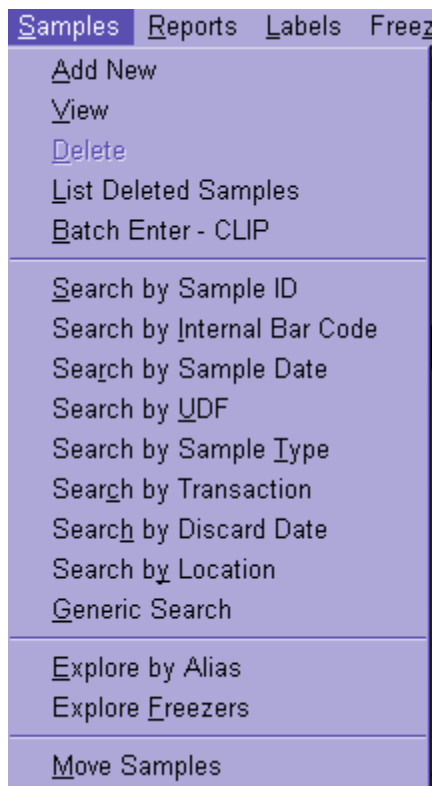 Samples Reports Labels Freez
Add New
View
Delete
List Deleted Samples
Batch Enter - CLIP
Search by Sample ID
Search by Internal Bar Code
Search by Sample Date
Search by UDF
Search by Sample Type
Search by Transaction
Search by Discard Date
Search by Location
Generic Search
Explore by Alias
Explore Freezers
Move Samples